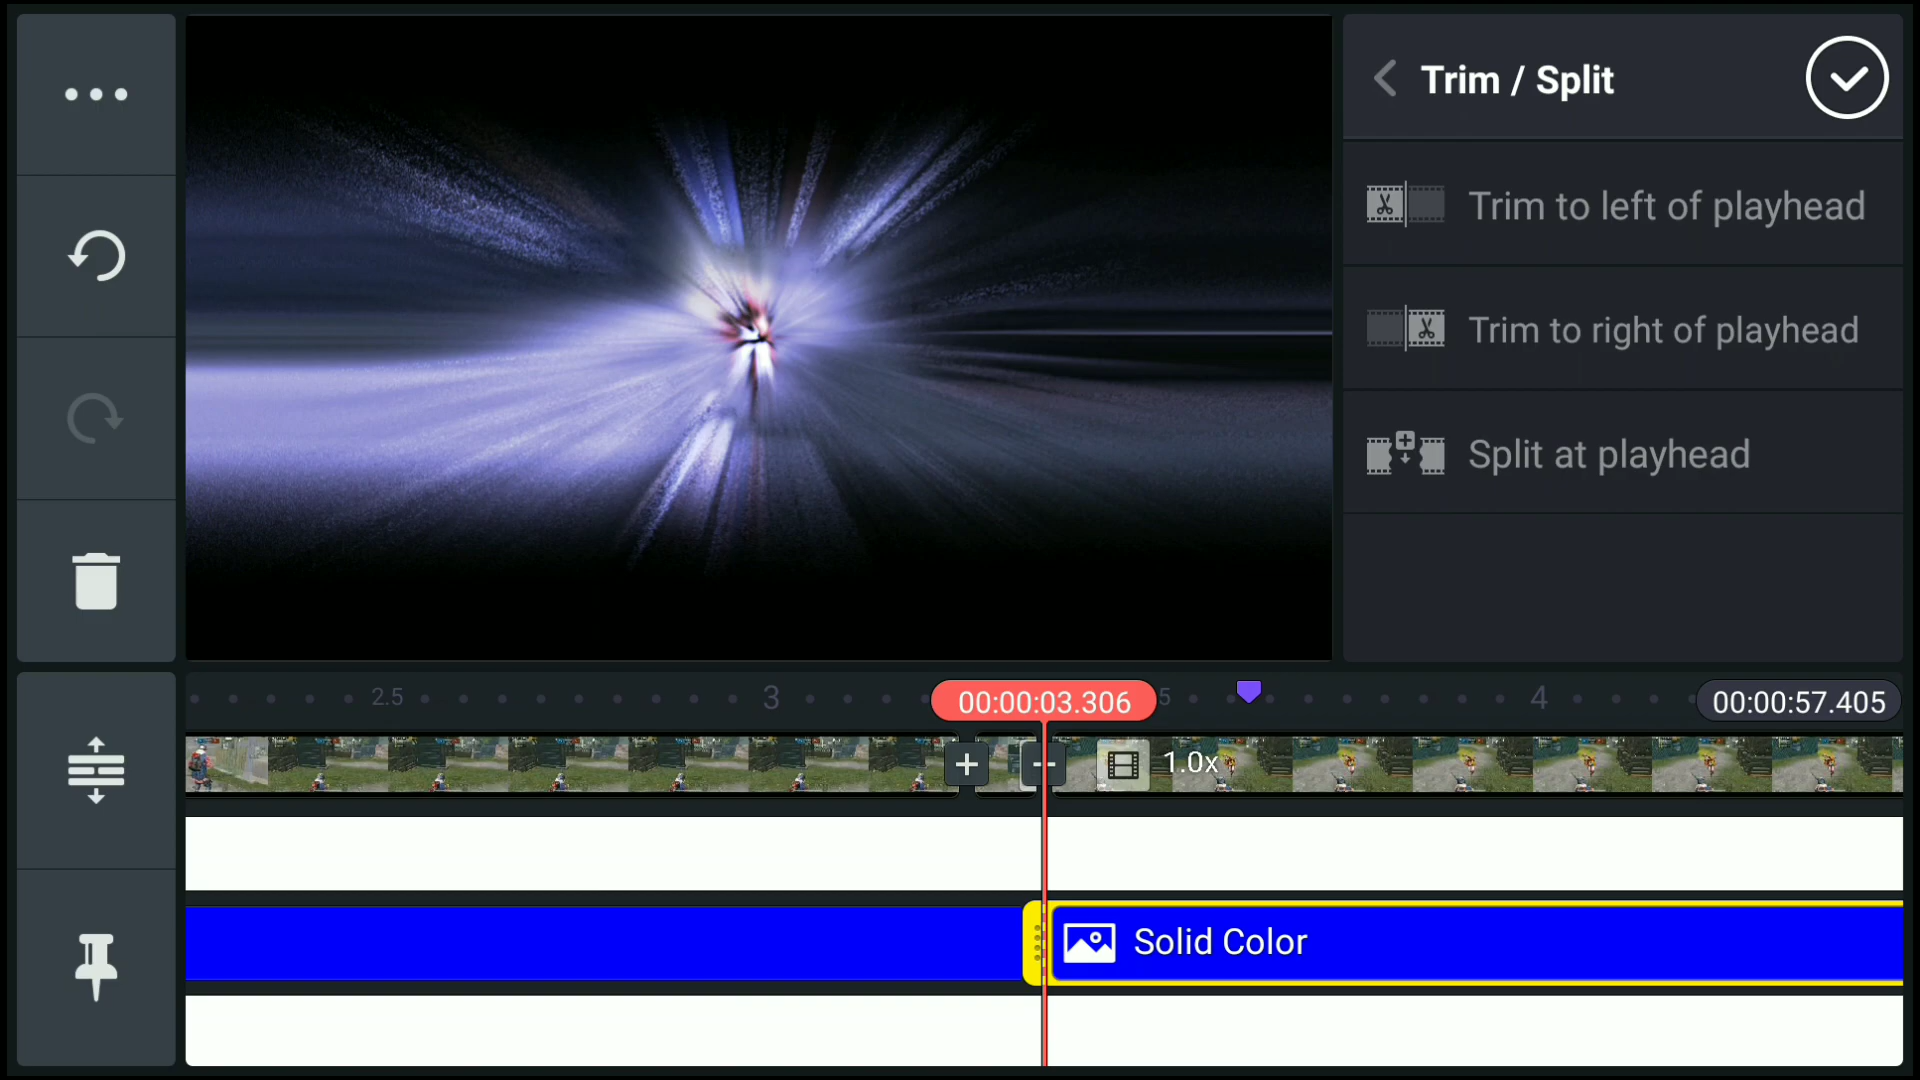 Trim / Split
Trim to left of playhead
Trim to right of playhead
Split at playhead
2.5
3
00:00:03.306
5
4
00:00:57.405
1.0x
Solid Color